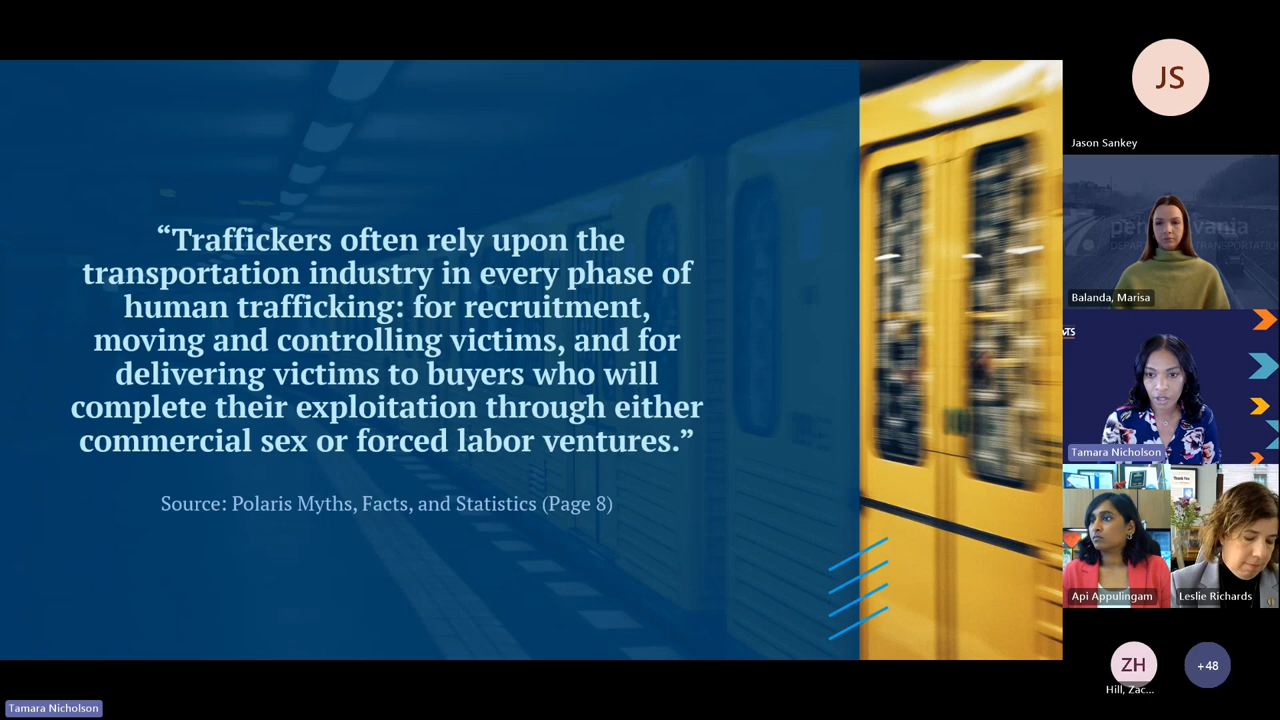 “Traffickers often rely upon the
transportation industry in every phase of
human trafficking: for recruitment,
moving and controlling victims, and for
delivering victims to buyers who will
complete their exploitation through either
commercial sex or forced labor ventures.”
Source: Polaris Myths, Facts, and Statistics (Page 8)
JS
Jason Sankey
Balanda, Marisa
Tamara Nicholson
Api Appulingam
Leslie Richards
ZH
+48
Hill, Zac...
Tamara Nicholson